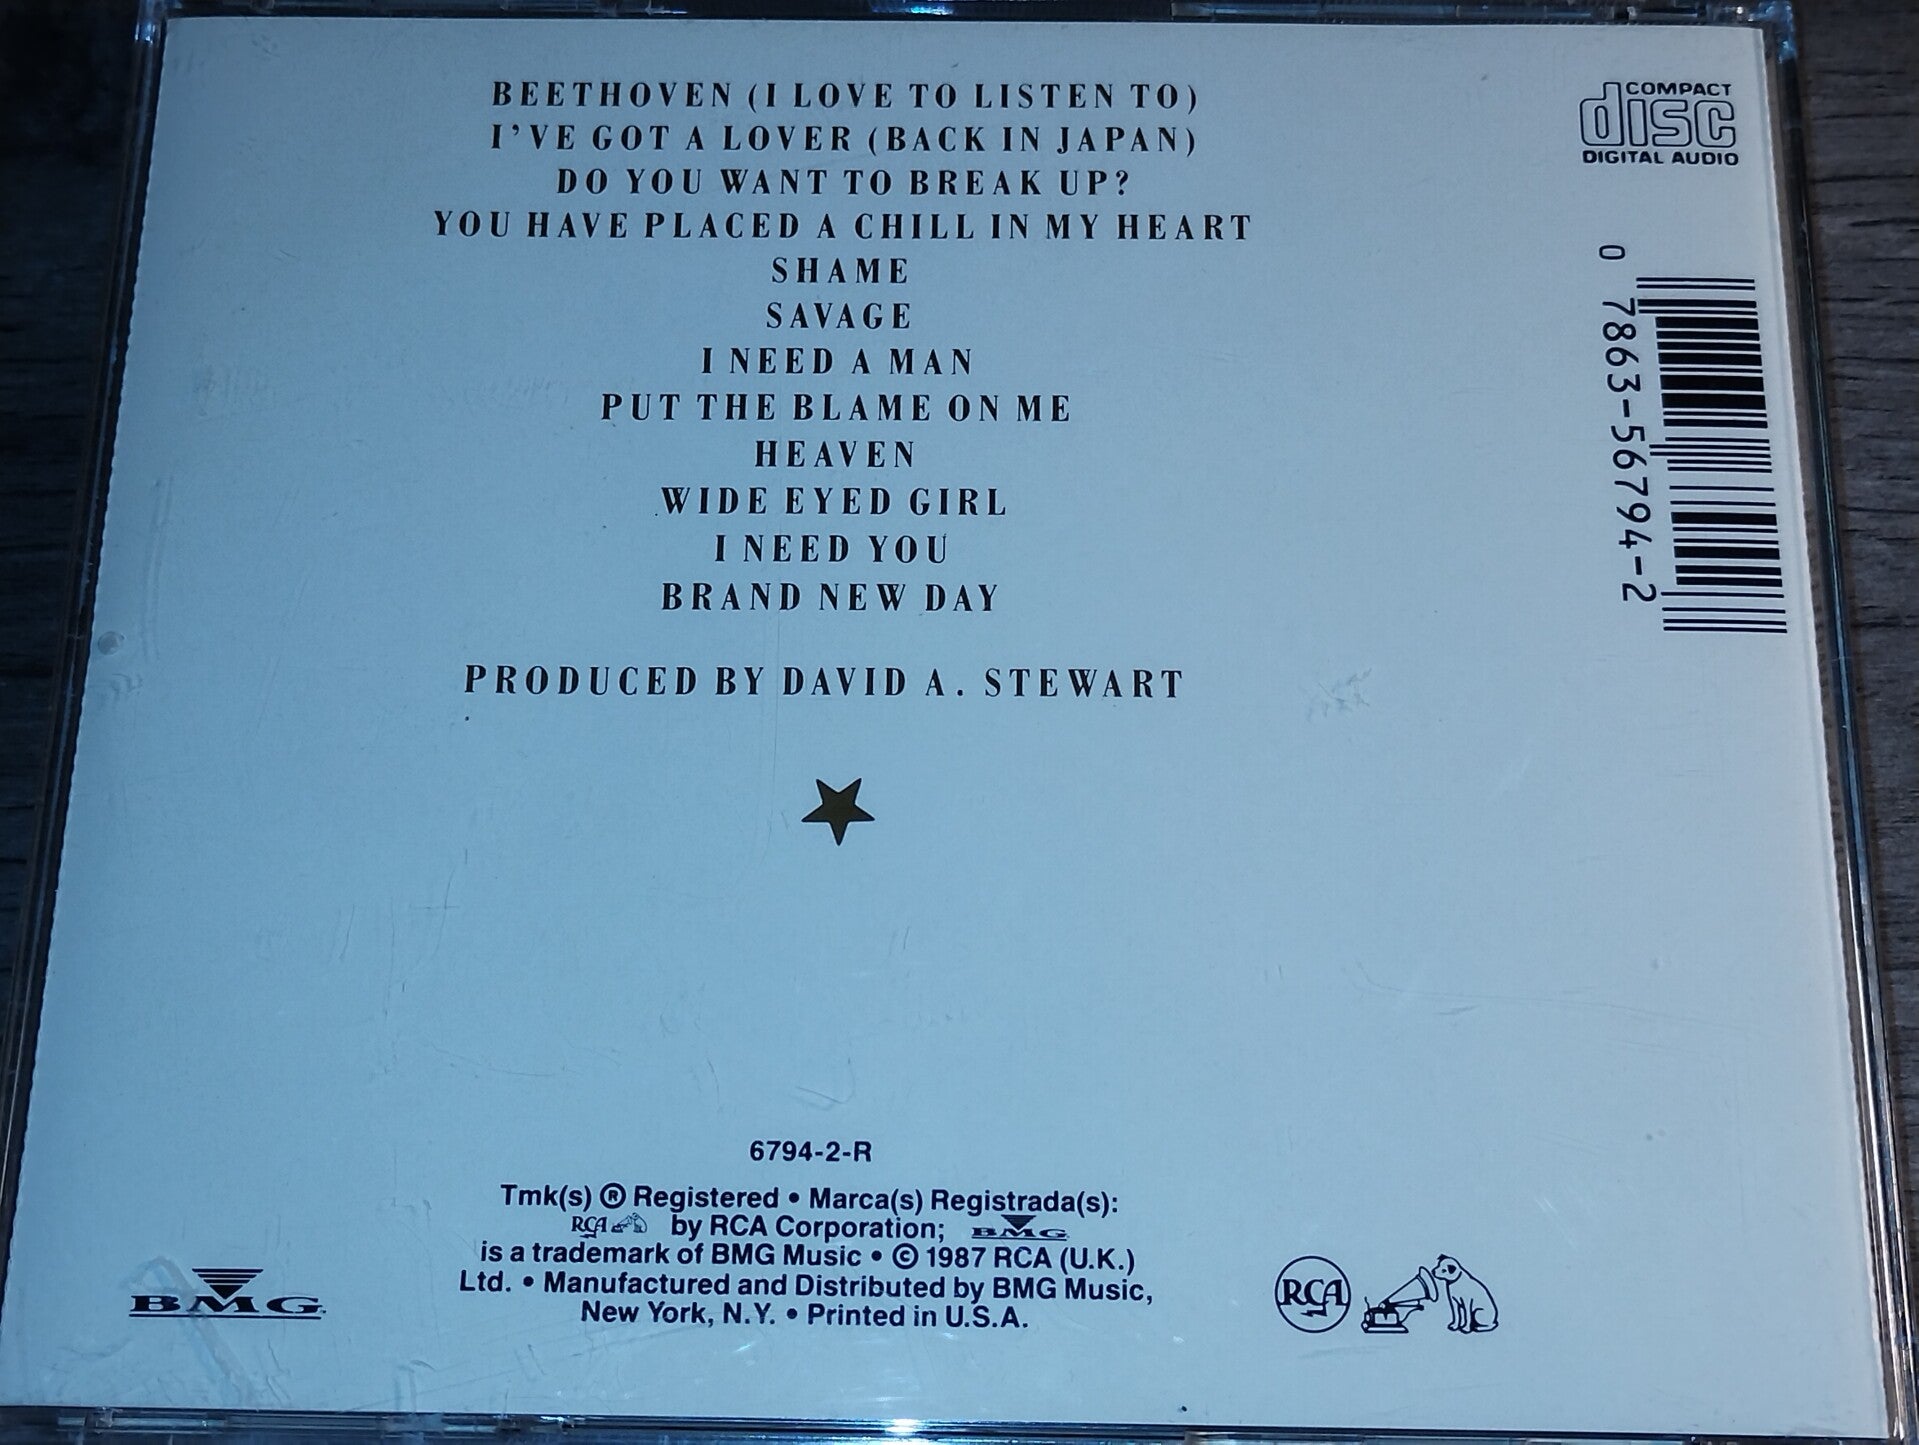 BEETHOVEN (I LOVE TO LISTEN TO)
I'VE GOT A LOVER (BACK IN JAPAN)
DO YOU WANT TO BREAK UP?
YOU HAVE PLACED A CHILL IN MY HEART
SHAME
SAVAGE
I NEED A MAN
PUT THE BLAME ON ME
HEAVEN
WIDE EYED GIRL
I NEED YOU
BRAND NEW DAY
PRODUCED BY DAVID A. STEWART
COMPACT
disc
DIGITAL AUDIO
0 7863-56794-2
6794-2-R
Tmk(s) ® Registered • Marca(s) Registrada(s):
RCA by RCA Corporation; BMG
is a trademark of BMG Music • © 1987 RCA (U.K.)
Ltd. • Manufactured and Distributed by BMG Music,
New York, N.Y. • Printed in U.S.A.
BMG
RCA